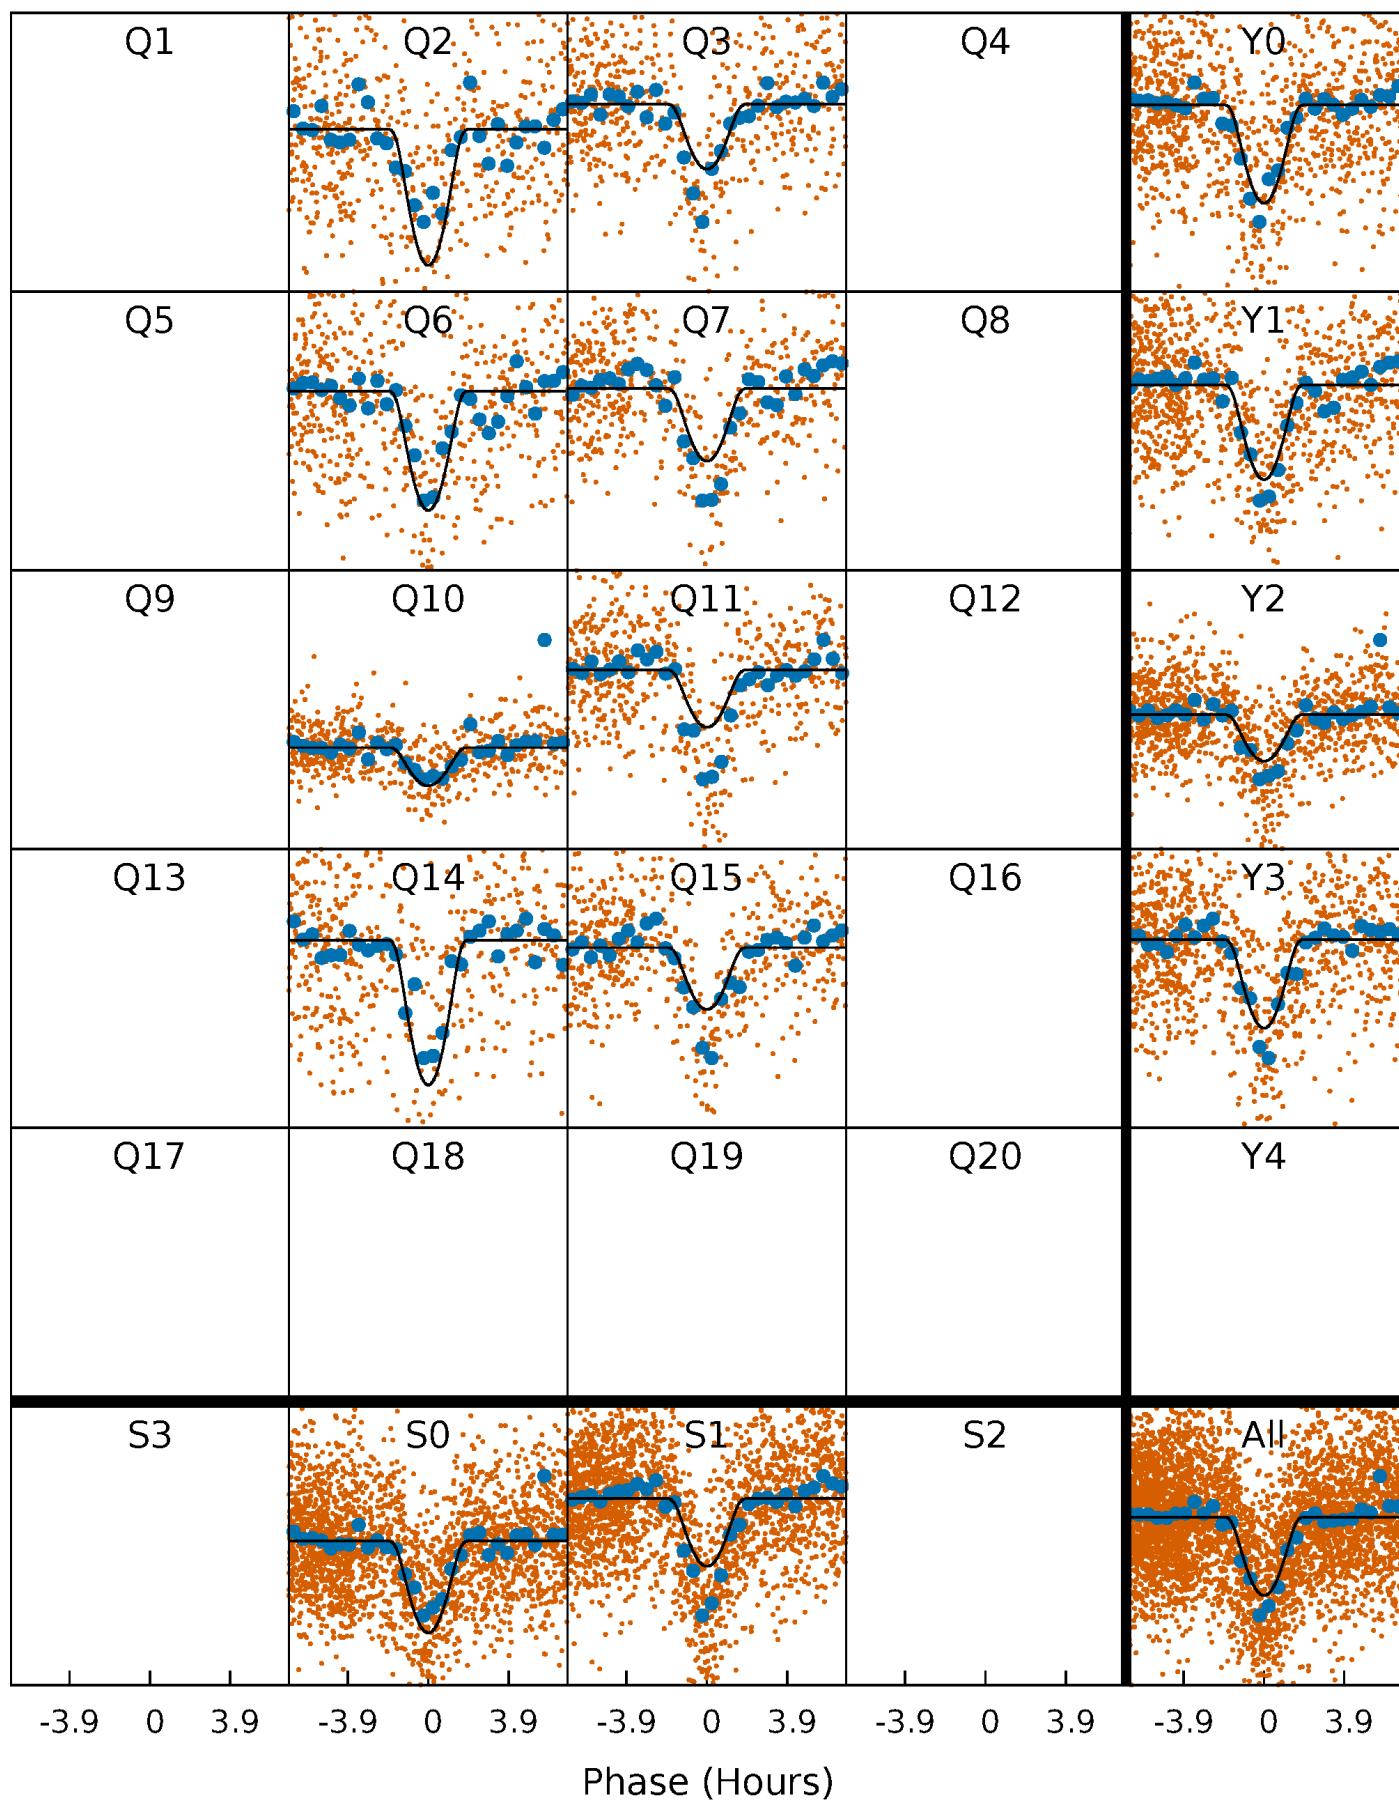 Q1 Q2 Q3 Q4 Y0
Q5 Q6 Q7 Q8 Y1
Q9 Q10 Q11 Q12 Y2
Q13 Q14 Q15 Q16 Y3
Q17 Q18 Q19 Q20 Y4
S3 S0 S1 S2 All
-3.9 0 3.9 -3.9 0 3.9 -3.9 0 3.9 -3.9 0 3.9 -3.9 0 3.9
Phase (Hours)